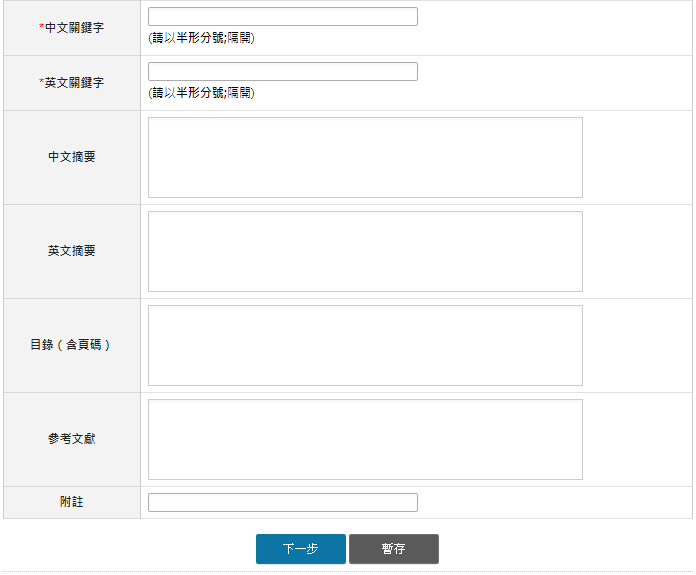 *中文關鍵字
(請以半形分號;隔開)
*英文關鍵字
(請以半形分號;隔開)
中文摘要
英文摘要
目錄（含頁碼）
參考文獻
附註
下一步 暫存